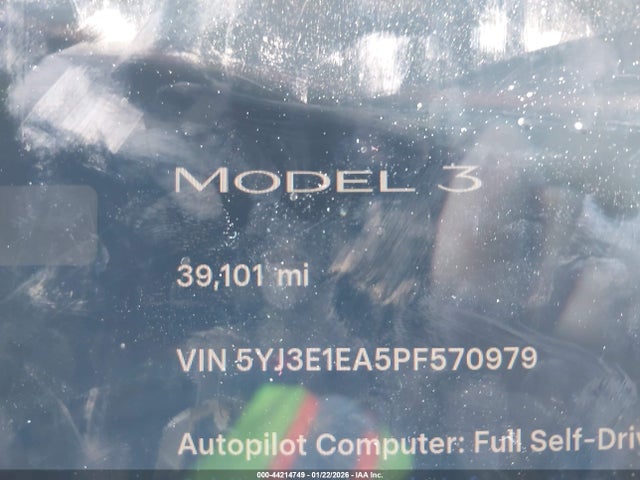 MODEL 3
39,101 mi
VIN 5YJ3E1EA5PF570979
Autopilot Computer: Full Self-Driv
000-44214749 - 01/22/2026 - IAA Inc.